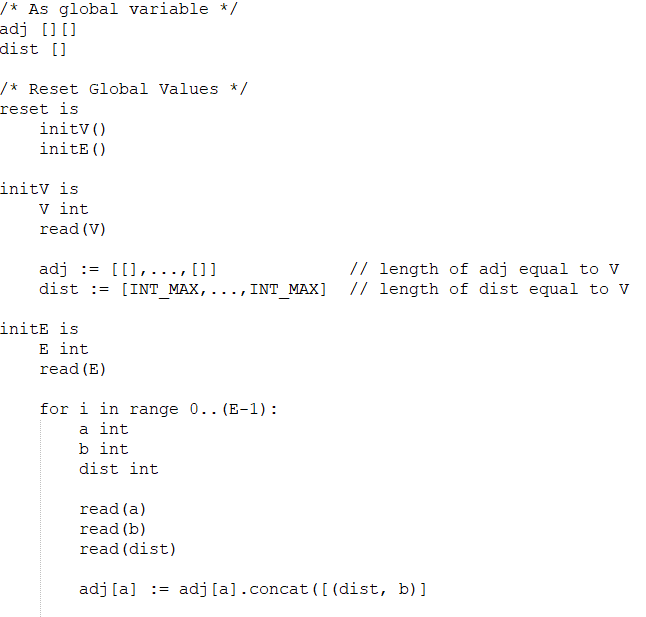 /* As global variable */
adj [][]
dist []

/* Reset Global Values */
reset is
    initV()
    initE()

initV is
    V int
    read(V)

    adj := [[],...,[]]             // length of adj equal to V
    dist := [INT_MAX,...,INT_MAX]  // length of dist equal to V

initE is
    E int
    read(E)

    for i in range 0..(E-1):
        a int
        b int
        dist int

        read(a)
        read(b)
        read(dist)

        adj[a] := adj[a].concat([(dist, b)]